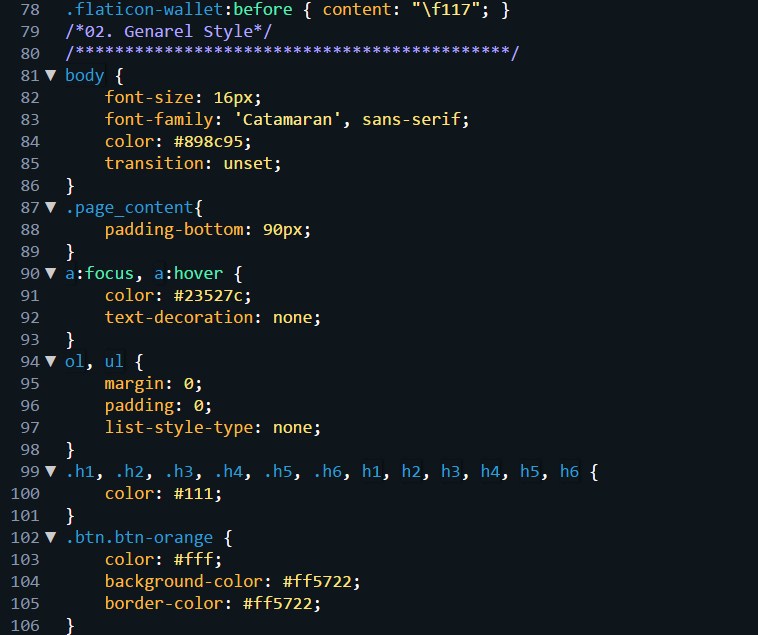 78 .flaticon-wallet:before { content: "\f117"; }
79 /*02. Genarel Style*/
80 /********************************************/
81 ▼ body {
82 font-size: 16px;
83 font-family: 'Catamaran', sans-serif;
84 color: #898c95;
85 transition: unset;
86 }
87 ▼ .page_content{
88 padding-bottom: 90px;
89 }
90 ▼ a:focus, a:hover {
91 color: #23527c;
92 text-decoration: none;
93 }
94 ▼ ol, ul {
95 margin: 0;
96 padding: 0;
97 list-style-type: none;
98 }
99 ▼ .h1, .h2, .h3, .h4, .h5, .h6, h1, h2, h3, h4, h5, h6 {
100 color: #111;
101 }
102 ▼ .btn.btn-orange {
103 color: #fff;
104 background-color: #ff5722;
105 border-color: #ff5722;
106 }